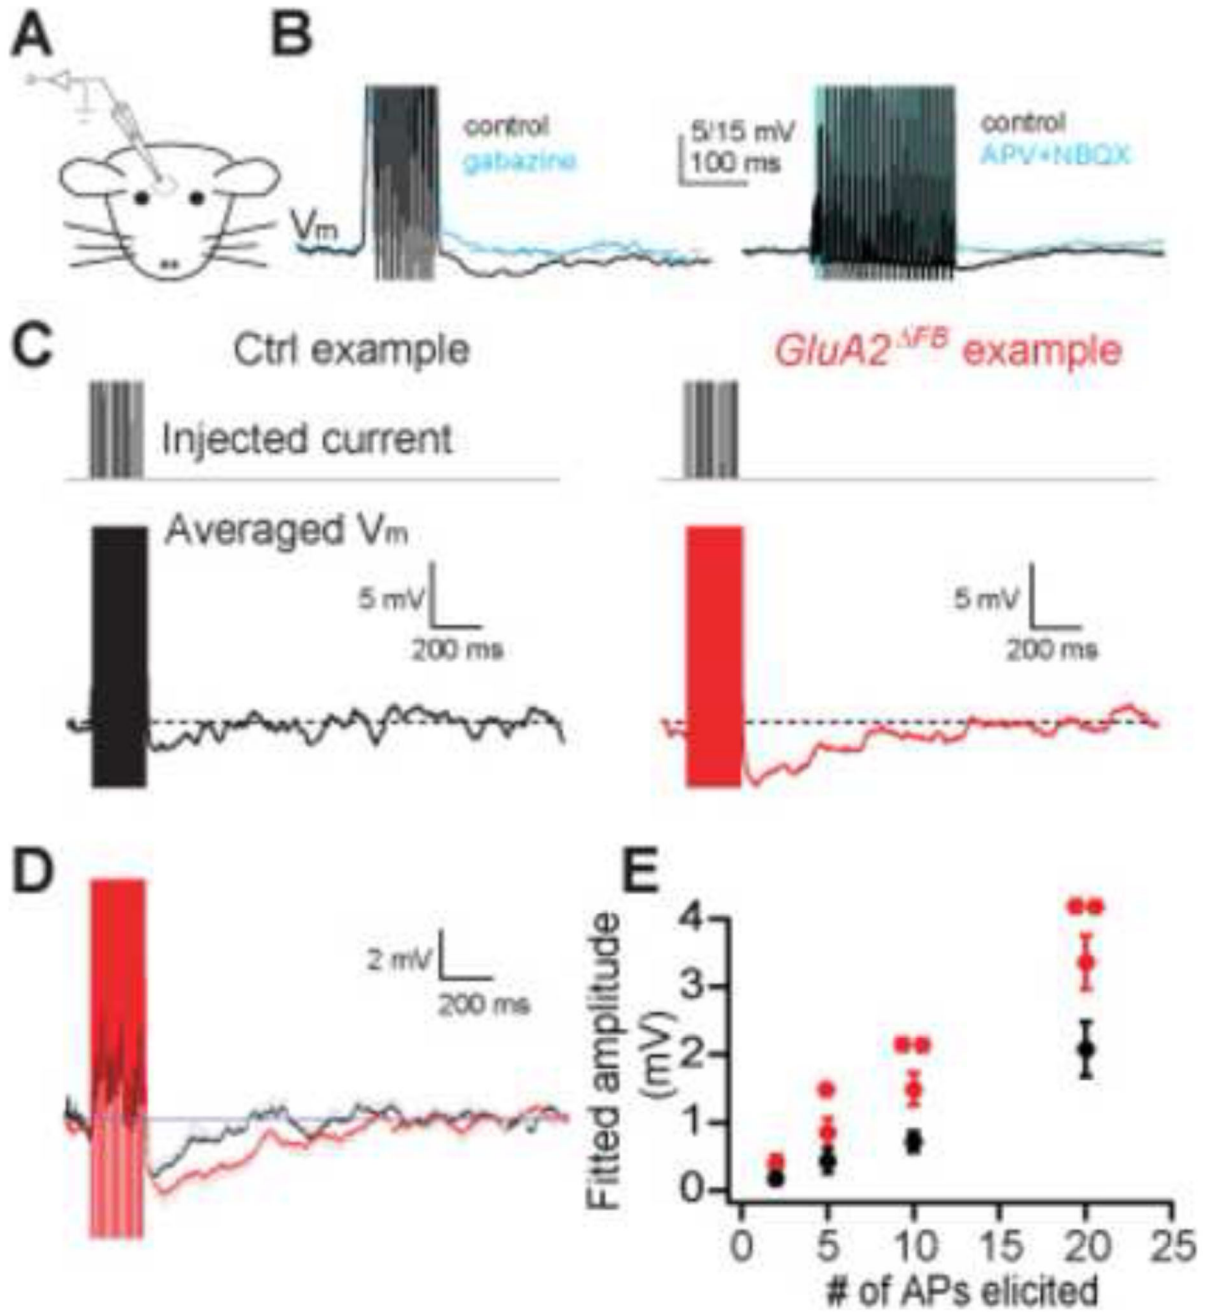 A
B
control
gabazine
5/15 mV
100 ms
control
APV+NBQX
Vm
C
Ctrl example
GluA2ΔFB example
Injected current
Averaged Vm
5 mV
200 ms
5 mV
200 ms
D
2 mV
200 ms
E
Fitted amplitude
(mV)
4
3
2
1
0
0 5 10 15 20 25
# of APs elicited